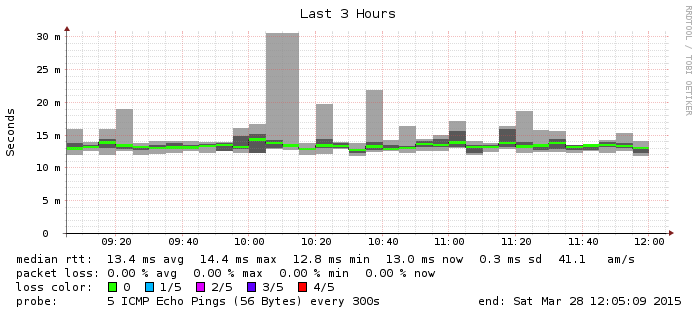 Last 3 Hours
RRDTOOL / TOBI OETIKER
Seconds
30 m
25 m
20 m
15 m
10 m
5 m
0
09:20 09:40 10:00 10:20 10:40 11:00 11:20 11:40 12:00
median rtt: 13.4 ms avg 14.4 ms max 12.8 ms min 13.0 ms now 0.3 ms sd 41.1 am/s
packet loss: 0.00 % avg 0.00 % max 0.00 % min 0.00 % now
loss color: 0 1/5 2/5 3/5 4/5
probe: 5 ICMP Echo Pings (56 Bytes) every 300s end: Sat Mar 28 12:05:09 2015